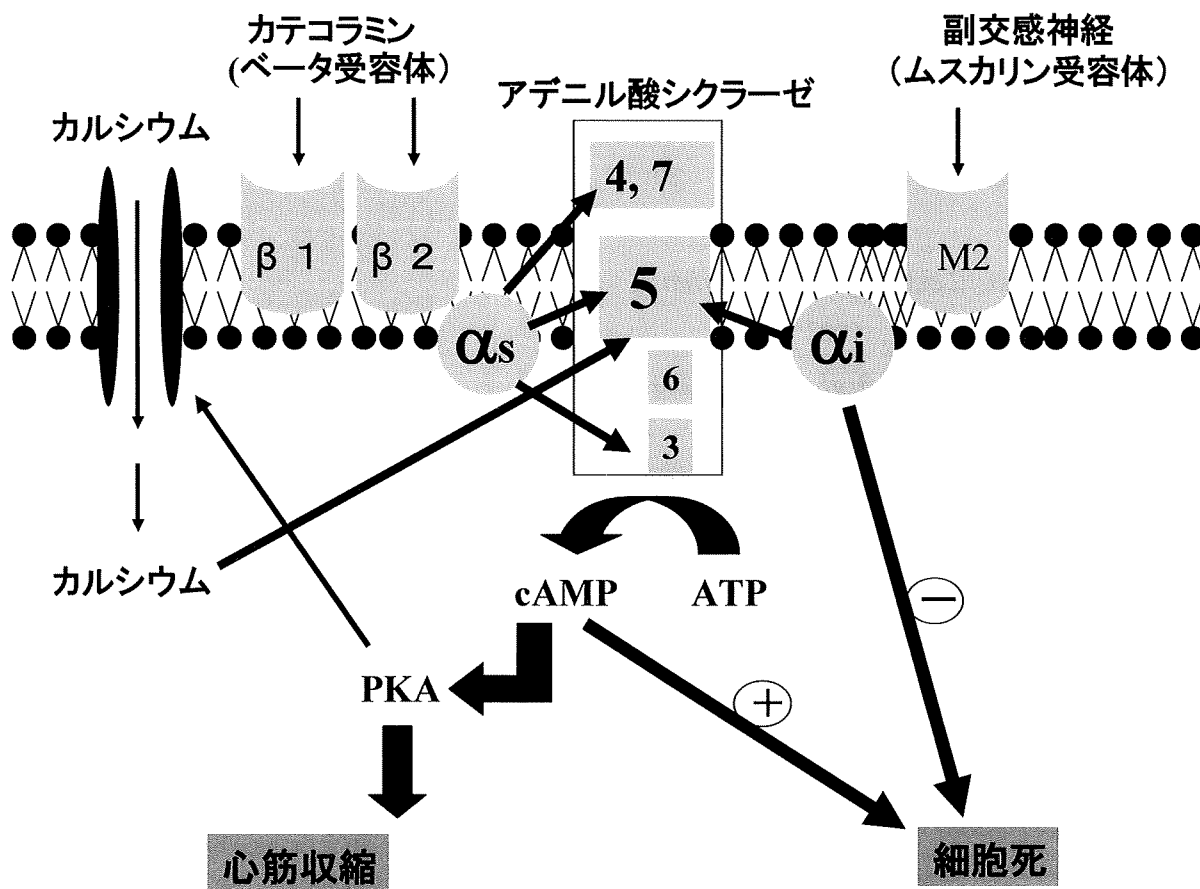 カテコラミン
(ベータ受容体)
副交感神経
(ムスカリン受容体)
アデニル酸シクラーゼ
カルシウム
4, 7
β1
β2
5
M2
αs
αi
6
3
カルシウム
cAMP
ATP
−
PKA
+
心筋収縮
細胞死